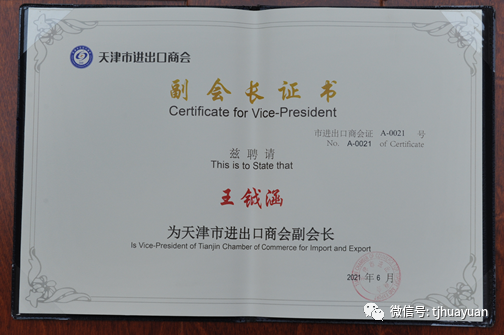 天津市进出口商会
副会长证书
Certificate for Vice-President
市进出口商会证 A-0021 号
No. A-0021 of Certificate
兹聘请
This is to State that
王钺涵
为天津市进出口商会副会长
Is Vice-President of Tianjin Chamber of Commerce for Import and Export
2021 年 6 月
微信号: tjhuayuan